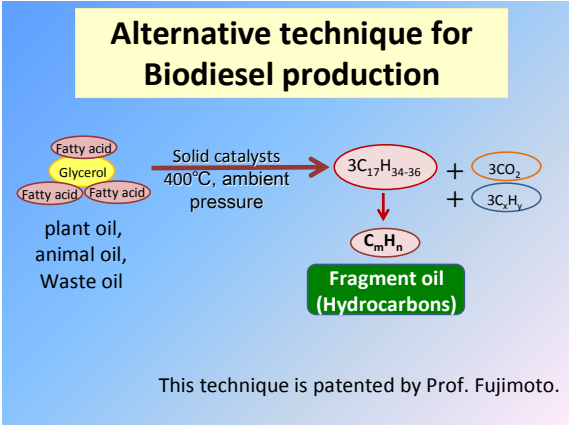 Alternative technique for
Biodiesel production
Fatty acid
Glycerol
Fatty acid
Fatty acid
plant oil,
animal oil,
Waste oil
Solid catalysts
400℃, ambient
pressure
3C₁₇H₃₄₋₃₆
+
3CO₂
+
3CₓHᵧ
CₘHₙ
Fragment oil
(Hydrocarbons)
This technique is patented by Prof. Fujimoto.